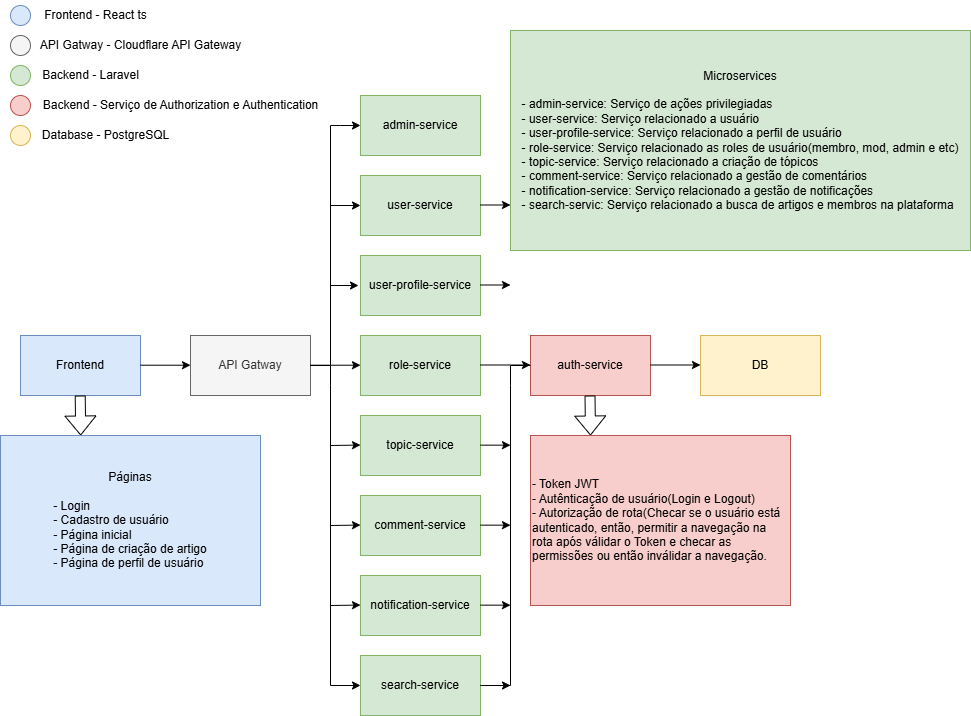 Frontend - React ts
API Gatway - Cloudflare API Gateway
Backend - Laravel
Backend - Serviço de Authorization e Authentication
Database - PostgreSQL
Microservices
- admin-service: Serviço de ações privilegiadas
- user-service: Serviço relacionado a usuário
- user-profile-service: Serviço relacionado a perfil de usuário
- role-service: Serviço relacionado as roles de usuário(membro, mod, admin e etc)
- topic-service: Serviço relacionado a criação de tópicos
- comment-service: Serviço relacionado a gestão de comentários
- notification-service: Serviço relacionado a gestão de notificações
- search-servic: Serviço relacionado a busca de artigos e membros na plataforma
admin-service
user-service
user-profile-service
Frontend
API Gatway
role-service
auth-service
DB
topic-service
comment-service
notification-service
search-service
Páginas
- Login
- Cadastro de usuário
- Página inicial
- Página de criação de artigo
- Página de perfil de usuário
- Token JWT
- Autênticação de usuário(Login e Logout)
- Autorização de rota(Checar se o usuário está
autenticado, então, permitir a navegação na
rota após válidar o Token e checar as
permissões ou então inválidar a navegação.